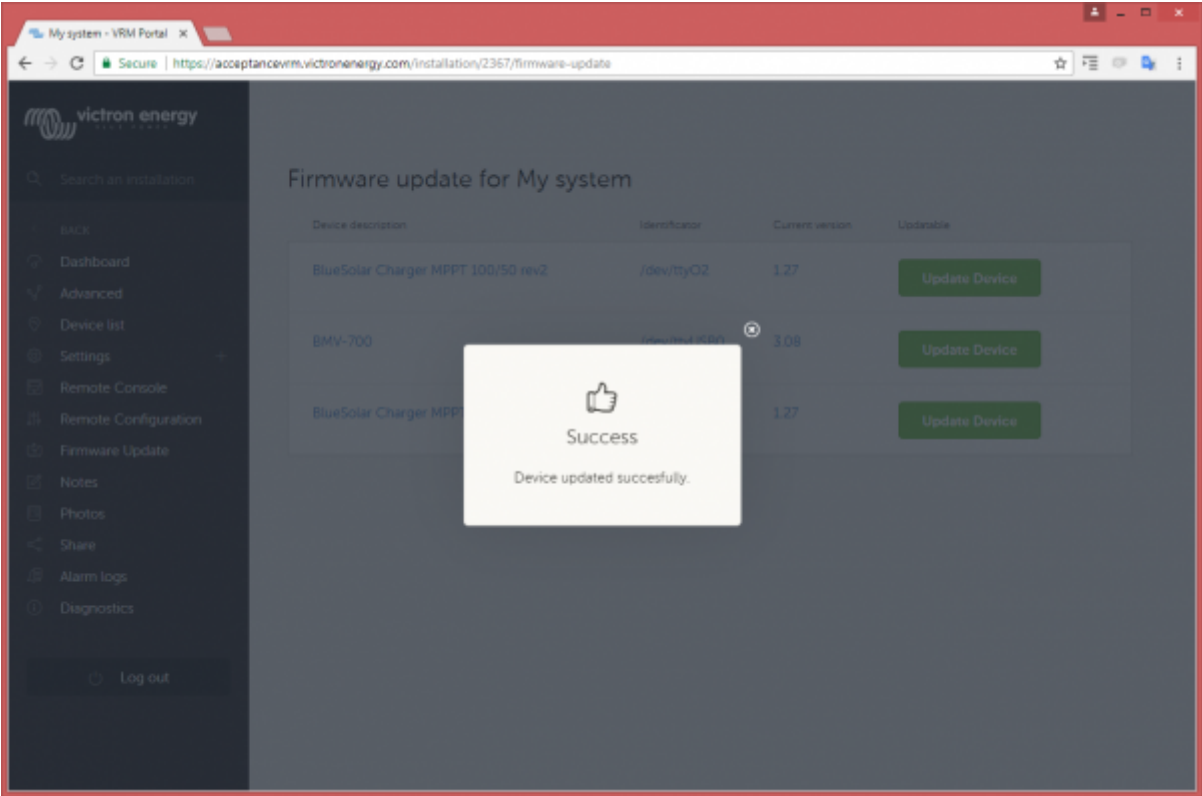 My system - VRM Portal
Secure https://acceptancevrm.victronenergy.com/installation/2367/firmware-update
victron energy
BLUE POWER
Search an installation
Firmware update for My system
BACK
Device description Identificator Current version Updatable
Dashboard
BlueSolar Charger MPPT 100/50 rev2 /dev/ttyO2 1.27 Update Device
Advanced
Device list
BMV-700 /dev/ttyUSB0 3.08 Update Device
Settings +
Remote Console
BlueSolar Charger MPPT 1.27 Update Device
Remote Configuration
Firmware Update
Notes
Photos
Share
Alarm logs
Diagnostics
Log out
Success
Device updated succesfully.